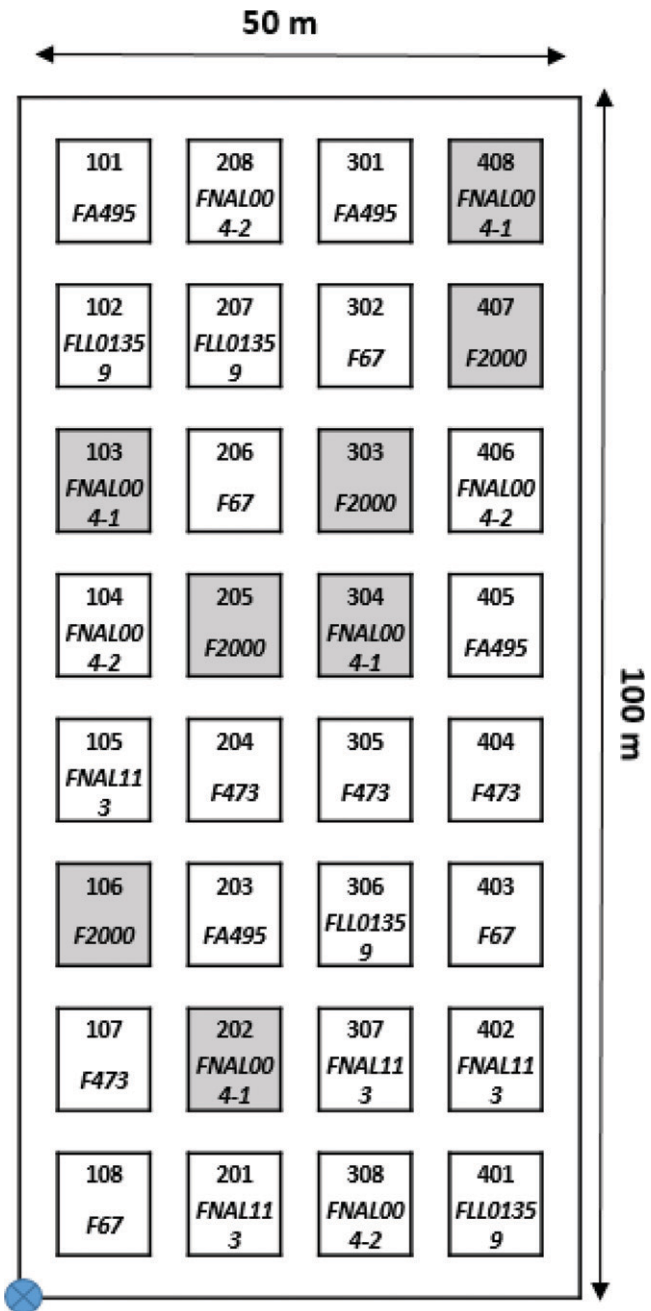 50 m
101
FA495
208
FNAL00
4-2
301
FA495
408
FNAL00
4-1
102
FLL0135
9
207
FLL0135
9
302
F67
407
F2000
103
FNAL00
4-1
206
F67
303
F2000
406
FNAL00
4-2
104
FNAL00
4-2
205
F2000
304
FNAL00
4-1
405
FA495
100 m
105
FNAL11
3
204
F473
305
F473
404
F473
106
F2000
203
FA495
306
FLL0135
9
403
F67
107
F473
202
FNAL00
4-1
307
FNAL11
3
402
FNAL11
3
108
F67
201
FNAL11
3
308
FNAL00
4-2
401
FLL0135
9